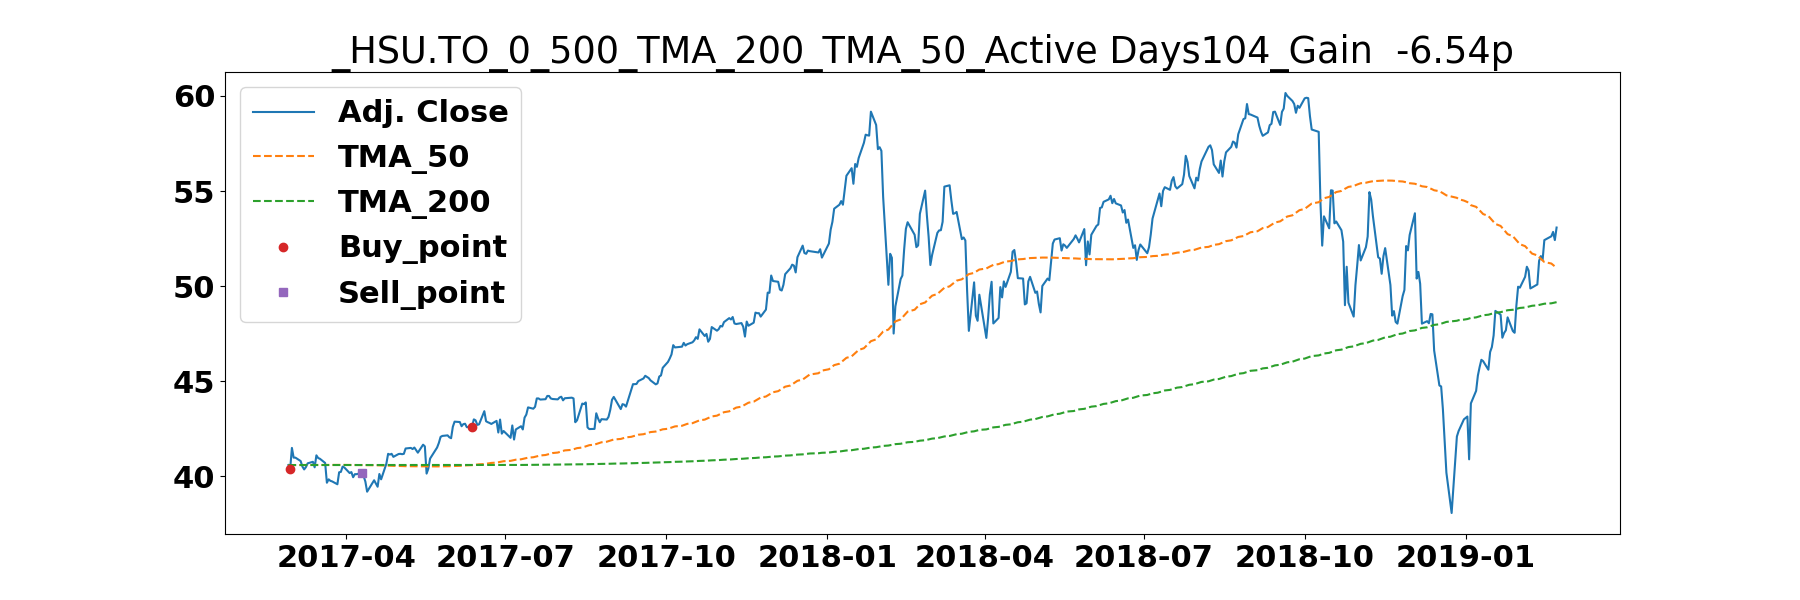 _HSU.TO_0_500_TMA_200_TMA_50_Active Days104_Gain  -6.54p
60
55
50
45
40
Adj. Close
TMA_50
TMA_200
Buy_point
Sell_point
2017-04 2017-07 2017-10 2018-01 2018-04 2018-07 2018-10 2019-01